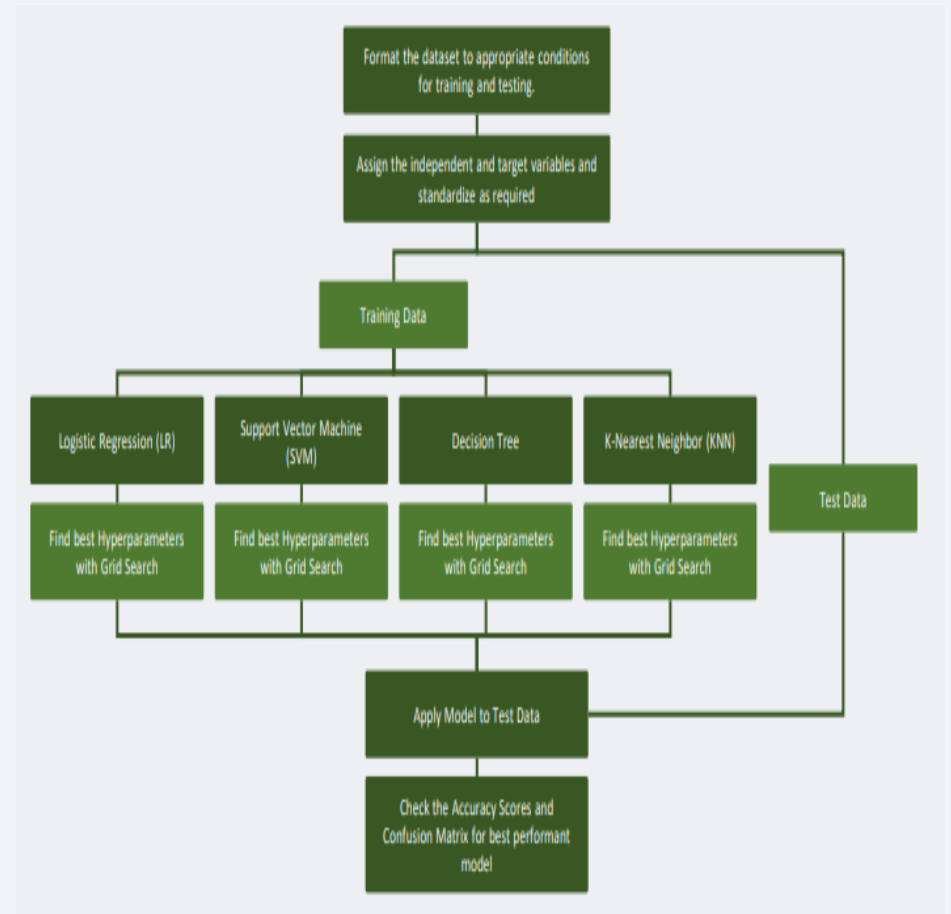 Format the dataset to appropriate conditions
for training and testing.
Assign the independent and target variables and
standardize as required
Training Data
Logistic Regression (LR)
Support Vector Machine
(SVM)
Decision Tree
K-Nearest Neighbor (KNN)
Test Data
Find best Hyperparameters
with Grid Search
Find best Hyperparameters
with Grid Search
Find best Hyperparameters
with Grid Search
Find best Hyperparameters
with Grid Search
Apply Model to Test Data
Check the Accuracy Scores and
Confusion Matrix for best performant
model